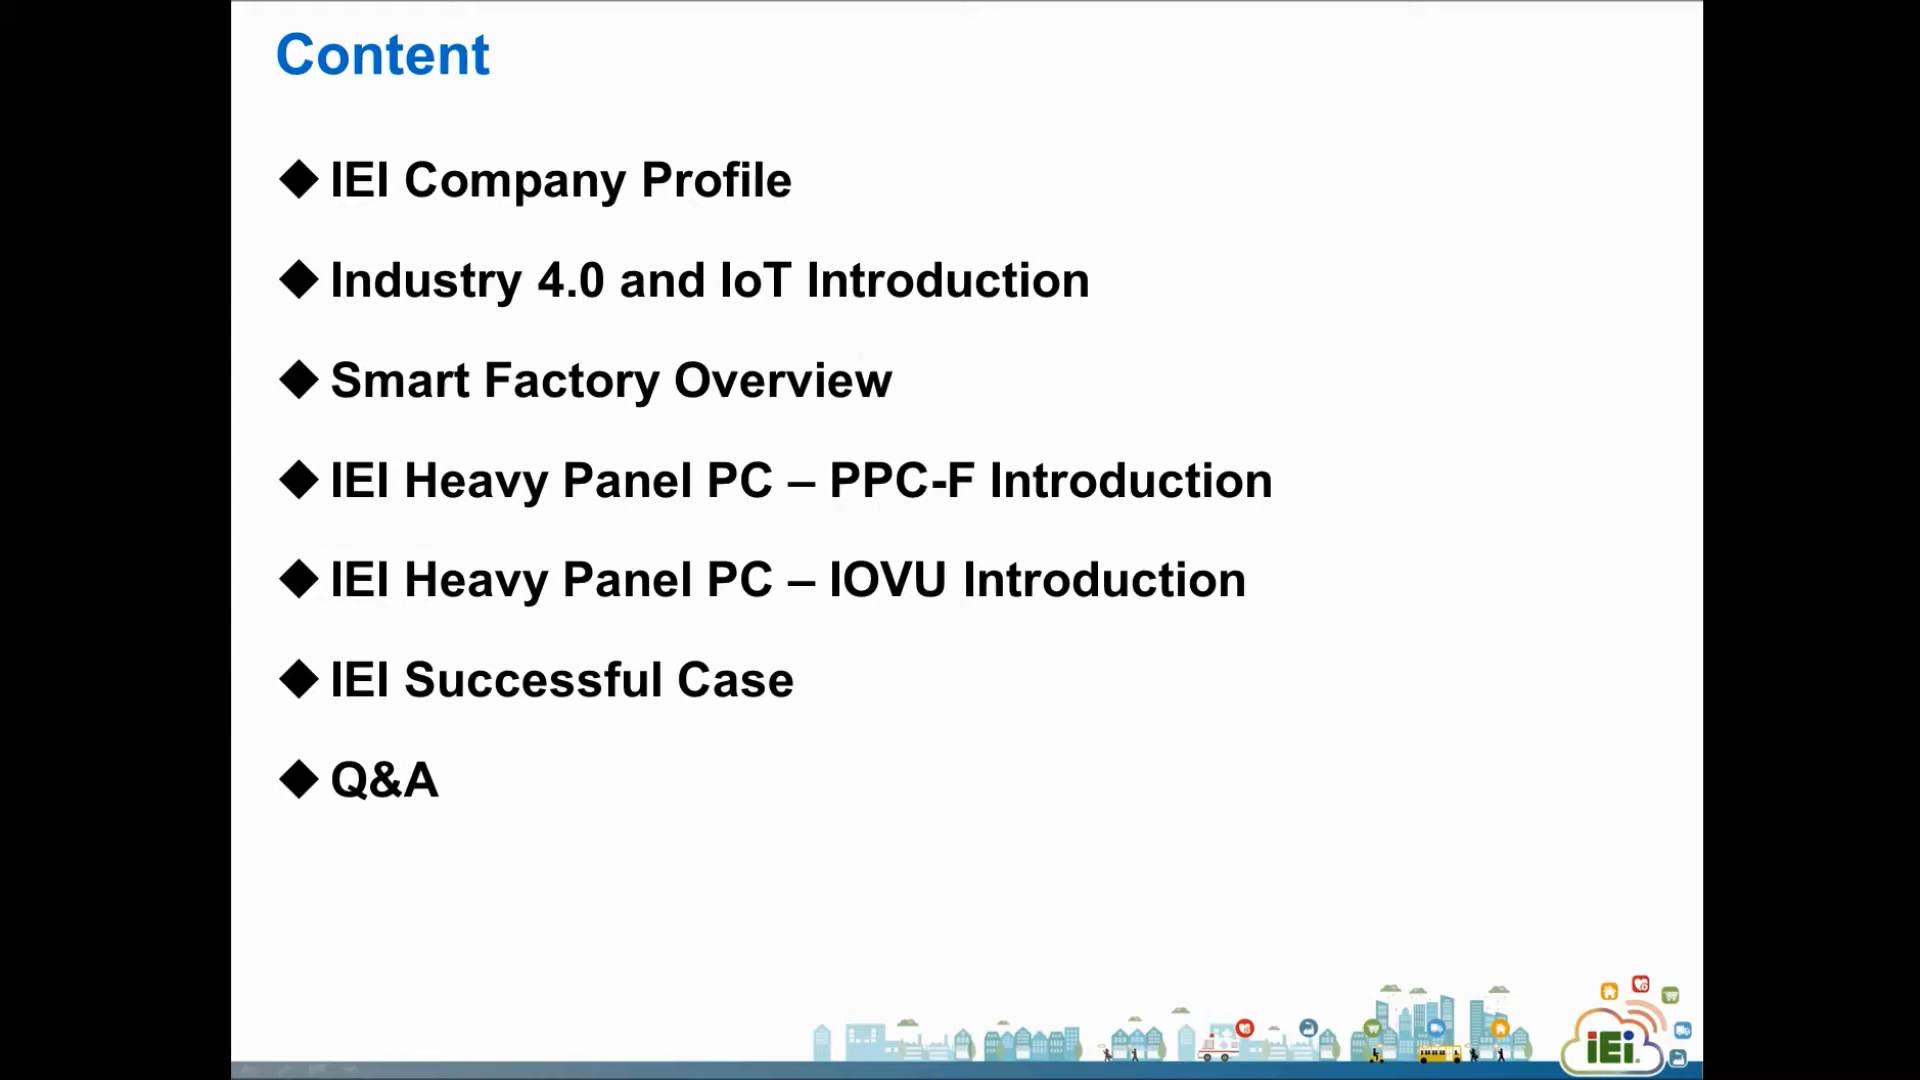 Content
◆ IEI Company Profile
◆ Industry 4.0 and IoT Introduction
◆ Smart Factory Overview
◆ IEI Heavy Panel PC – PPC-F Introduction
◆ IEI Heavy Panel PC – IOVU Introduction
◆ IEI Successful Case
◆ Q&A
iEi